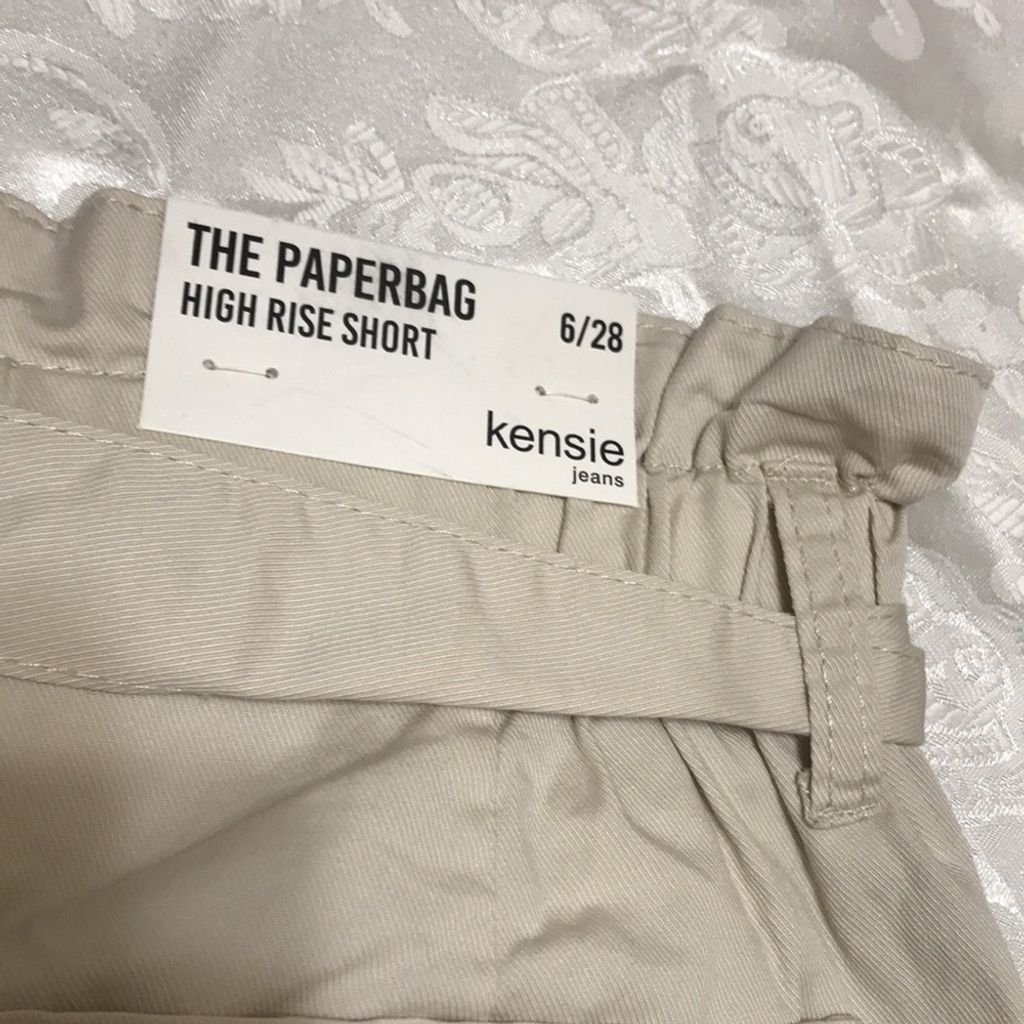 THE PAPERBAG
HIGH RISE SHORT
6/28
kensie
jeans